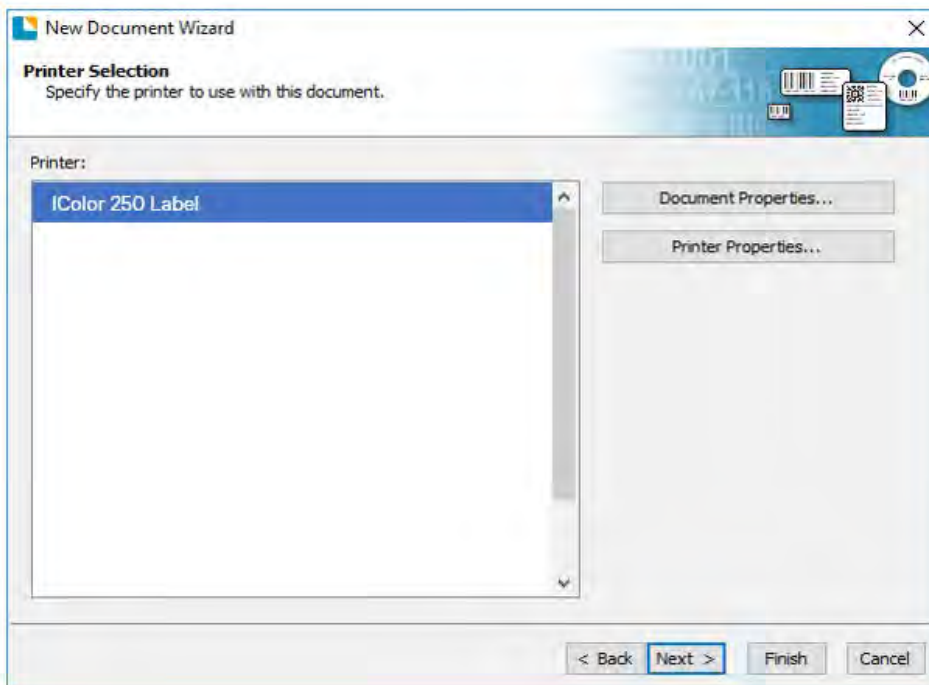 New Document Wizard
Printer Selection
Specify the printer to use with this document.
Printer:
IColor 250 Label
Document Properties...
Printer Properties...
< Back Next > Finish Cancel